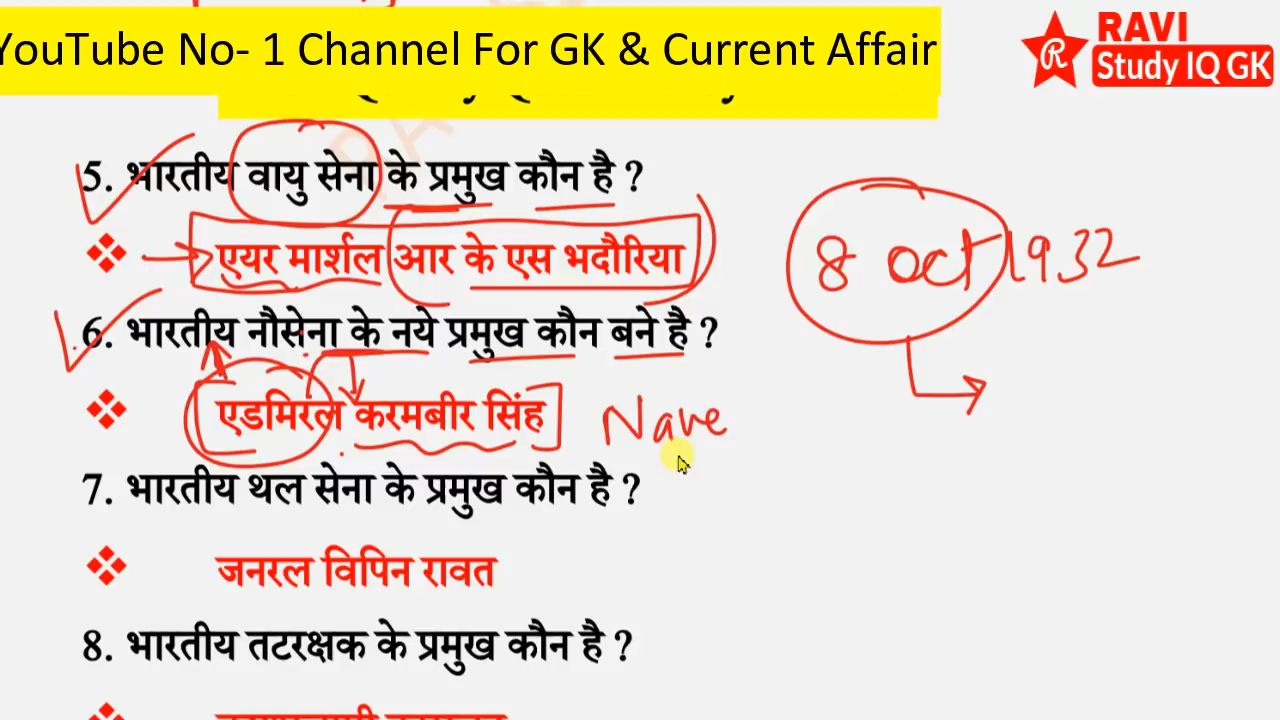 YouTube No- 1 Channel For GK & Current Affair
RAVI
Study IQ GK
5. भारतीय वायु सेना के प्रमुख कौन है ?
एयर मार्शल आर के एस भदौरिया
8 oct 1932
6. भारतीय नौसेना के नये प्रमुख कौन बने है ?
एडमिरल करमबीर सिंह
Nave
7. भारतीय थल सेना के प्रमुख कौन है ?
जनरल विपिन रावत
8. भारतीय तटरक्षक के प्रमुख कौन है ?